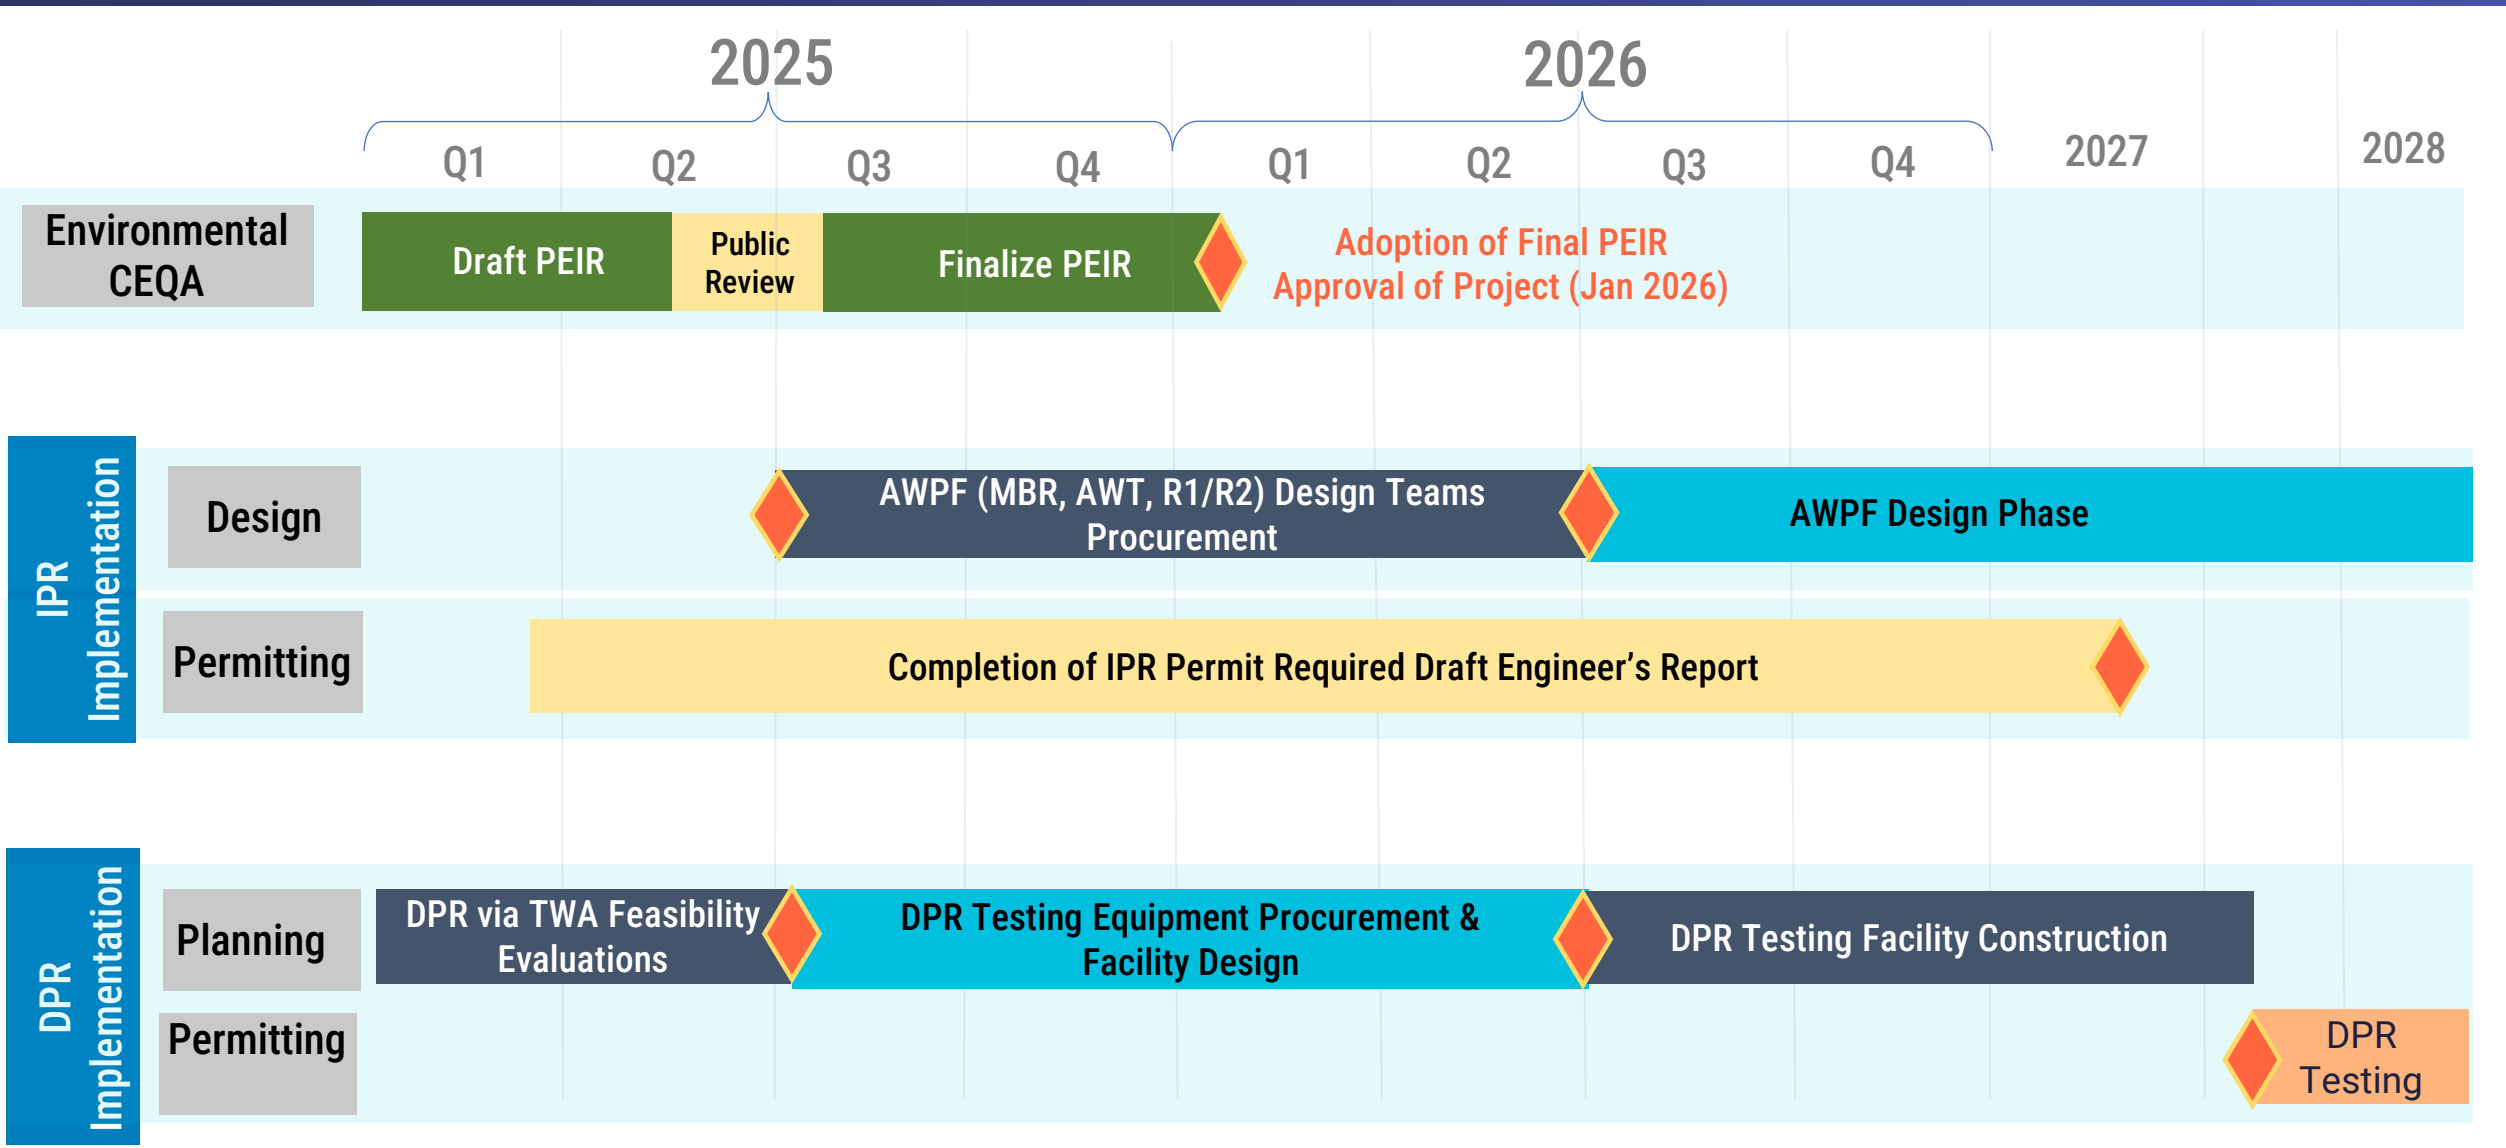 2025
2026
Q1
Q2
Q3
Q4
Q1
Q2
Q3
Q4
2027
2028
Environmental
CEQA
Draft PEIR
Public
Review
Finalize PEIR
Adoption of Final PEIR
Approval of Project (Jan 2026)
IPR
Implementation
Design
AWPF (MBR, AWT, R1/R2) Design Teams
Procurement
AWPF Design Phase
Permitting
Completion of IPR Permit Required Draft Engineer’s Report
DPR
Implementation
Planning
DPR via TWA Feasibility
Evaluations
DPR Testing Equipment Procurement &
Facility Design
DPR Testing Facility Construction
Permitting
DPR
Testing